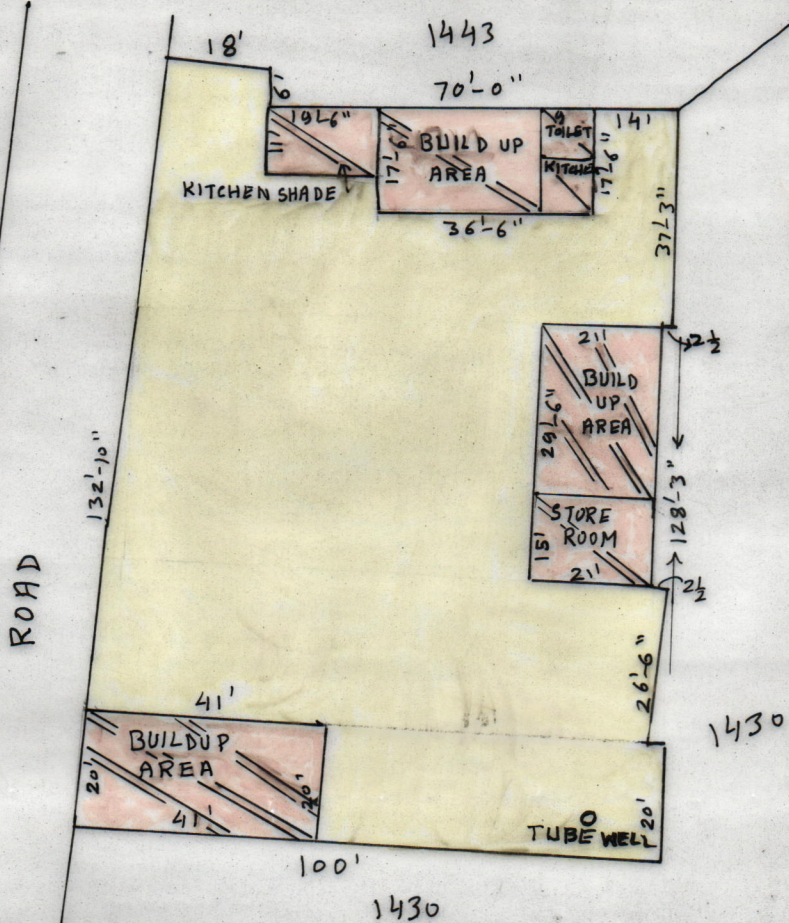 1443
18'
6'
70'-0"
19'-6"
11'
KITCHEN SHADE
17'-6"
BUILD UP
AREA
36'-6"
9
TOILET
KITCHEN
17'-6"
14'
37'-3"
2½
21'
BUILD
UP
AREA
29'-6"
128'-3"
STORE
ROOM
15'
21'
2½
26'-6"
132'-10"
ROAD
41'
BUILDUP
AREA
20'
20'
41'
TUBE WELL
20'
100'
1430
1430